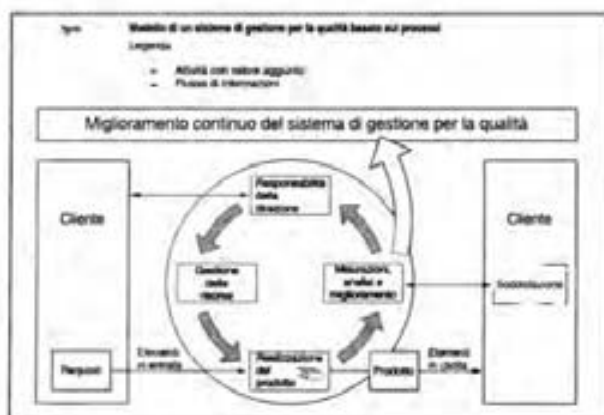 Modello di un sistema di gestione per la qualità basato sui processi
Legenda
Attività con valore aggiunto
Flusso di informazioni
Miglioramento continuo del sistema di gestione per la qualità
Cliente
Responsabilità
della
direzione
Cliente
Gestione
delle
risorse
Misurazioni,
analisi e
miglioramento
Soddisfazione
Requisiti
Elementi
in entrata
Realizzazione
del
prodotto
Prodotto
Elementi
in uscita